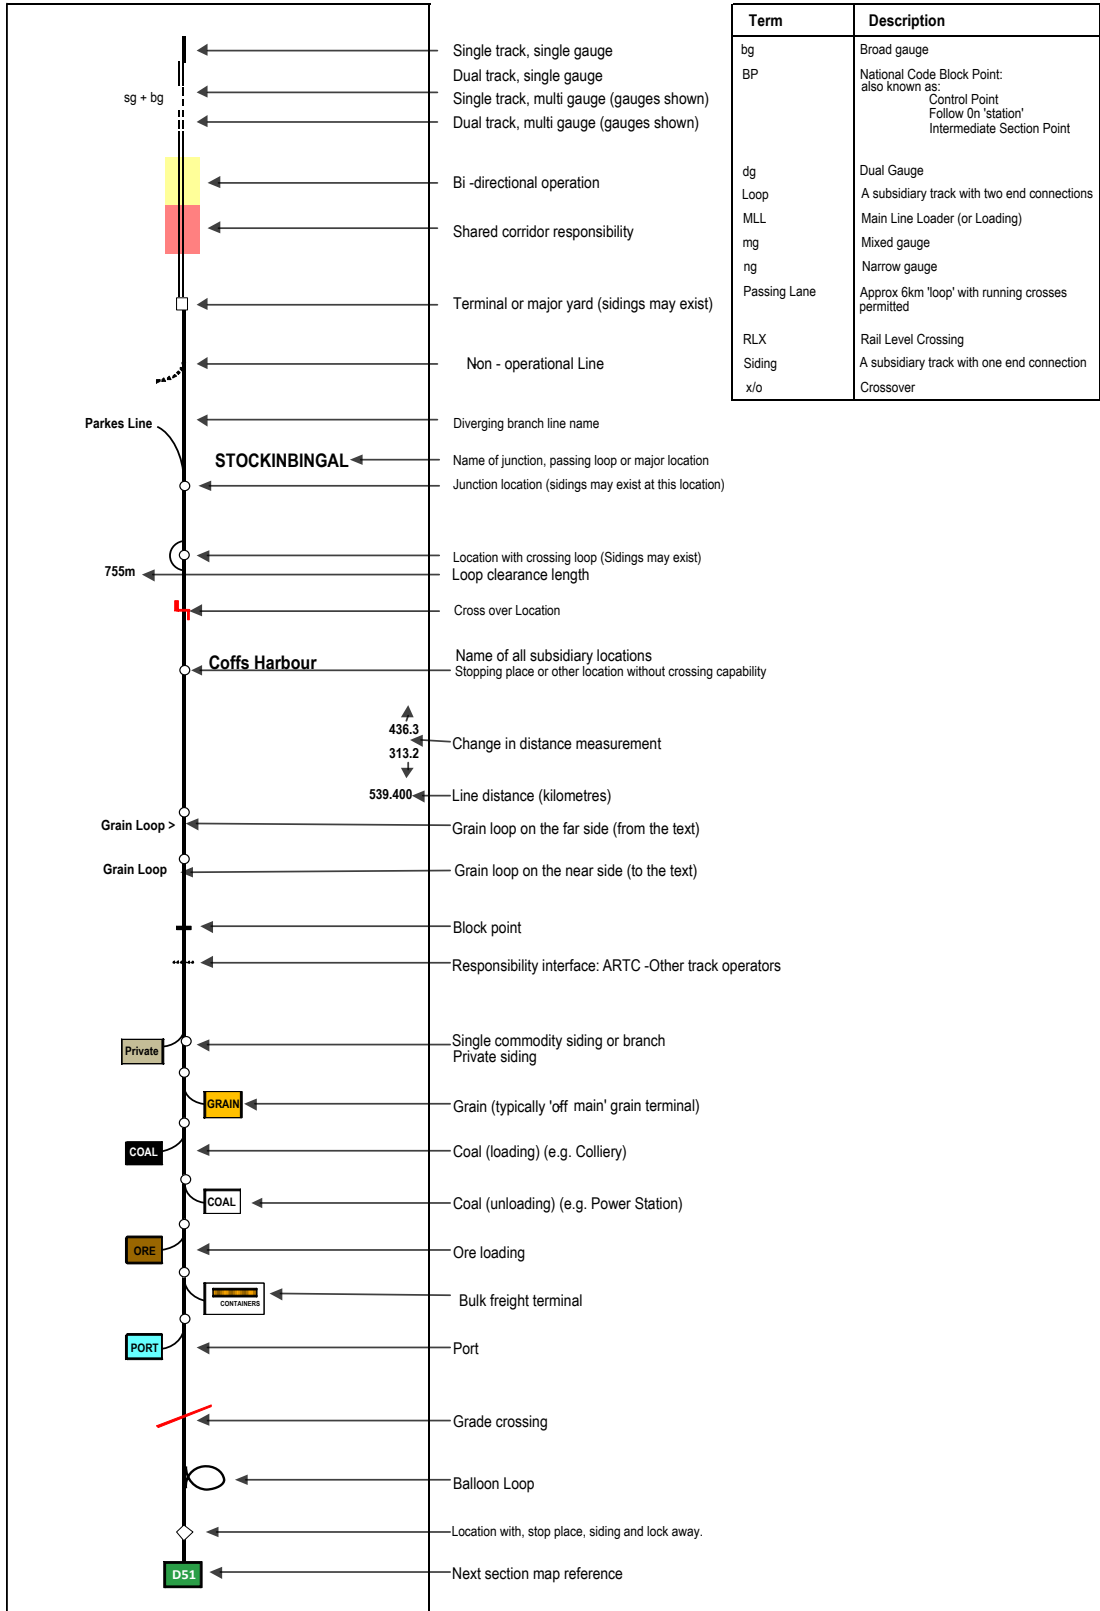 Single track, single gauge
Dual track, single gauge
sg + bg
Single track, multi gauge (gauges shown)
Dual track, multi gauge (gauges shown)
Bi -directional operation
Shared corridor responsibility
Terminal or major yard (sidings may exist)
Non - operational Line
Parkes Line
Diverging branch line name
STOCKINBINGAL
Name of junction, passing loop or major location
Junction location (sidings may exist at this location)
Location with crossing loop (Sidings may exist)
755m
Loop clearance length
Cross over Location
Coffs Harbour
Name of all subsidiary locations
Stopping place or other location without crossing capability
436.3
Change in distance measurement
313.2
539.400
Line distance (kilometres)
Grain Loop >
Grain loop on the far side (from the text)
Grain Loop
Grain loop on the near side (to the text)
Block point
Responsibility interface: ARTC -Other track operators
Private
Single commodity siding or branch
Private siding
GRAIN
Grain (typically 'off main' grain terminal)
COAL
Coal (loading) (e.g. Colliery)
COAL
Coal (unloading) (e.g. Power Station)
ORE
Ore loading
CONTAINERS
Bulk freight terminal
PORT
Port
Grade crossing
Balloon Loop
Location with, stop place, siding and lock away.
D51
Next section map reference
Term Description
bg Broad gauge
BP National Code Block Point:
also known as:
Control Point
Follow 0n 'station'
Intermediate Section Point
dg Dual Gauge
Loop A subsidiary track with two end connections
MLL Main Line Loader (or Loading)
mg Mixed gauge
ng Narrow gauge
Passing Lane Approx 6km 'loop' with running crosses
permitted
RLX Rail Level Crossing
Siding A subsidiary track with one end connection
x/o Crossover